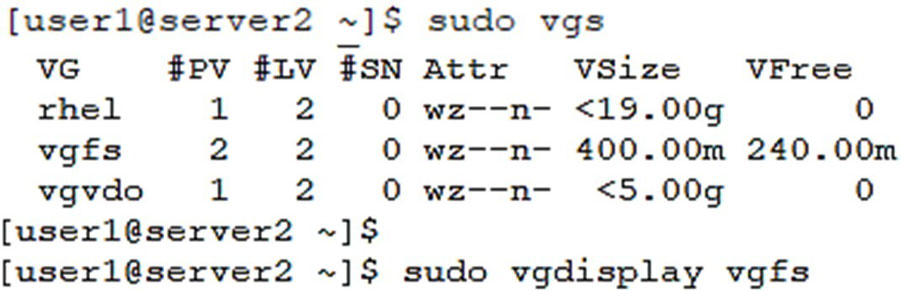 [user1@server2 ~]$ sudo vgs
VG #PV #LV #SN Attr VSize VFree
rhel 1 2 0 wz--n- <19.00g 0
vgfs 2 2 0 wz--n- 400.00m 240.00m
vgvdo 1 2 0 wz--n- <5.00g 0
[user1@server2 ~]$
[user1@server2 ~]$ sudo vgdisplay vgfs